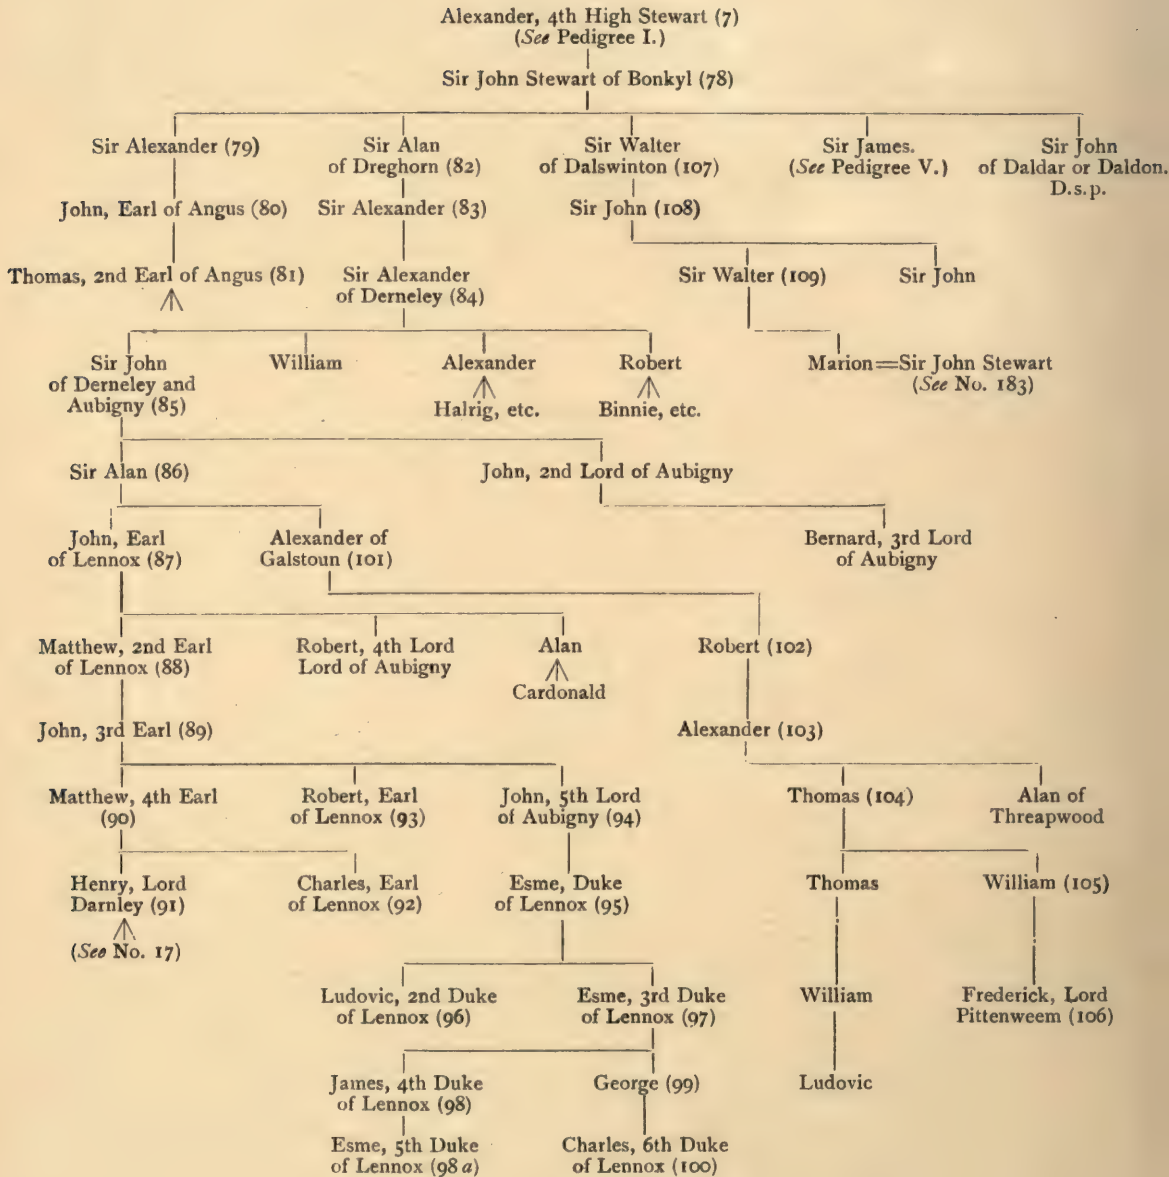 Alexander, 4th High Stewart (7)
(See Pedigree I.)
Sir John Stewart of Bonkyl (78)
Sir Alexander (79)
Sir Alan
of Dreghorn (82)
Sir Walter
of Dalswinton (107)
Sir James.
(See Pedigree V.)
Sir John
of Daldar or Daldon.
D.s.p.
John, Earl of Angus (80)
Sir Alexander (83)
Sir John (108)
Thomas, 2nd Earl of Angus (81)
Sir Alexander
of Derneley (84)
Sir Walter (109)
Sir John
Sir John
of Derneley and
Aubigny (85)
William
Alexander
Halrig, etc.
Robert
Binnie, etc.
Marion=Sir John Stewart
(See No. 183)
Sir Alan (86)
John, 2nd Lord of Aubigny
John, Earl
of Lennox (87)
Alexander of
Galstoun (101)
Bernard, 3rd Lord
of Aubigny
Matthew, 2nd Earl
of Lennox (88)
Robert, 4th Lord
Lord of Aubigny
Alan
Cardonald
Robert (102)
John, 3rd Earl (89)
Alexander (103)
Matthew, 4th Earl
(90)
Robert, Earl
of Lennox (93)
John, 5th Lord
of Aubigny (94)
Thomas (104)
Alan of
Threapwood
Henry, Lord
Darnley (91)
(See No. 17)
Charles, Earl
of Lennox (92)
Esme, Duke
of Lennox (95)
Thomas
William (105)
Ludovic, 2nd Duke
of Lennox (96)
Esme, 3rd Duke
of Lennox (97)
William
Frederick, Lord
Pittenweem (106)
James, 4th Duke
of Lennox (98)
George (99)
Ludovic
Esme, 5th Duke
of Lennox (98 a)
Charles, 6th Duke
of Lennox (100)